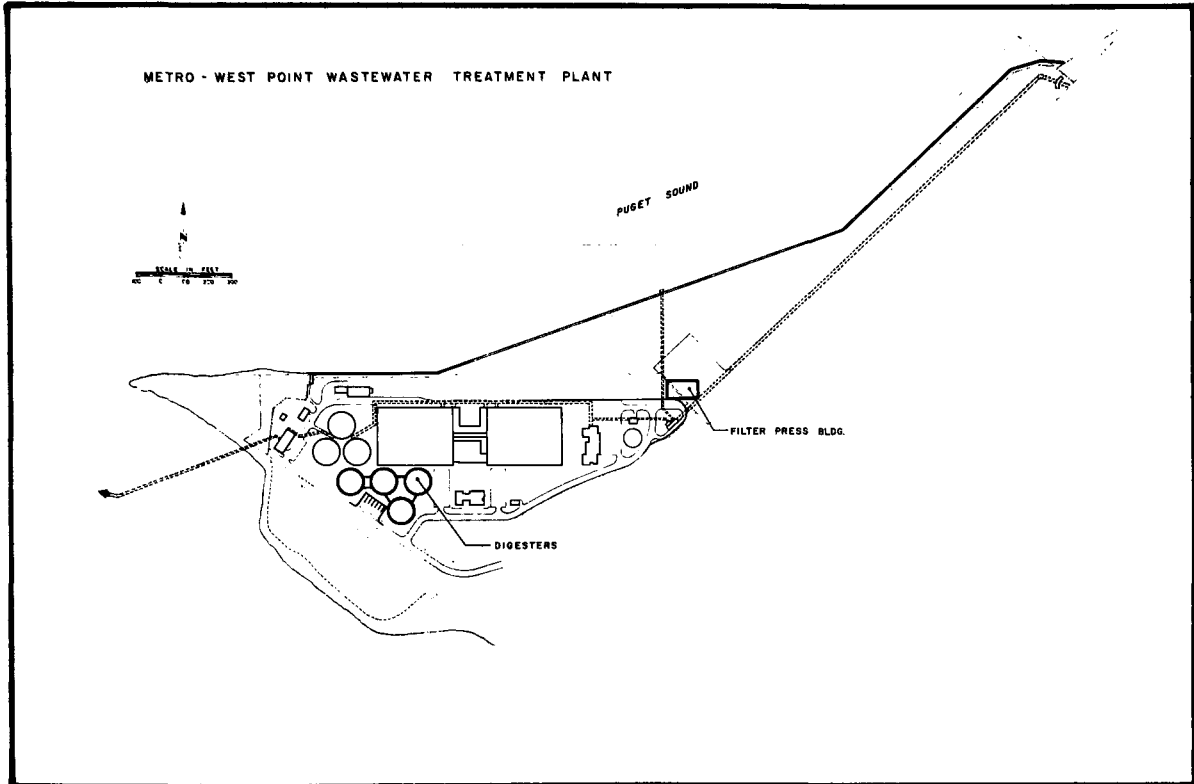 METRO - WEST POINT WASTEWATER TREATMENT PLANT
PUGET SOUND
N
SCALE IN FEET
FILTER PRESS BLDG.
DIGESTERS